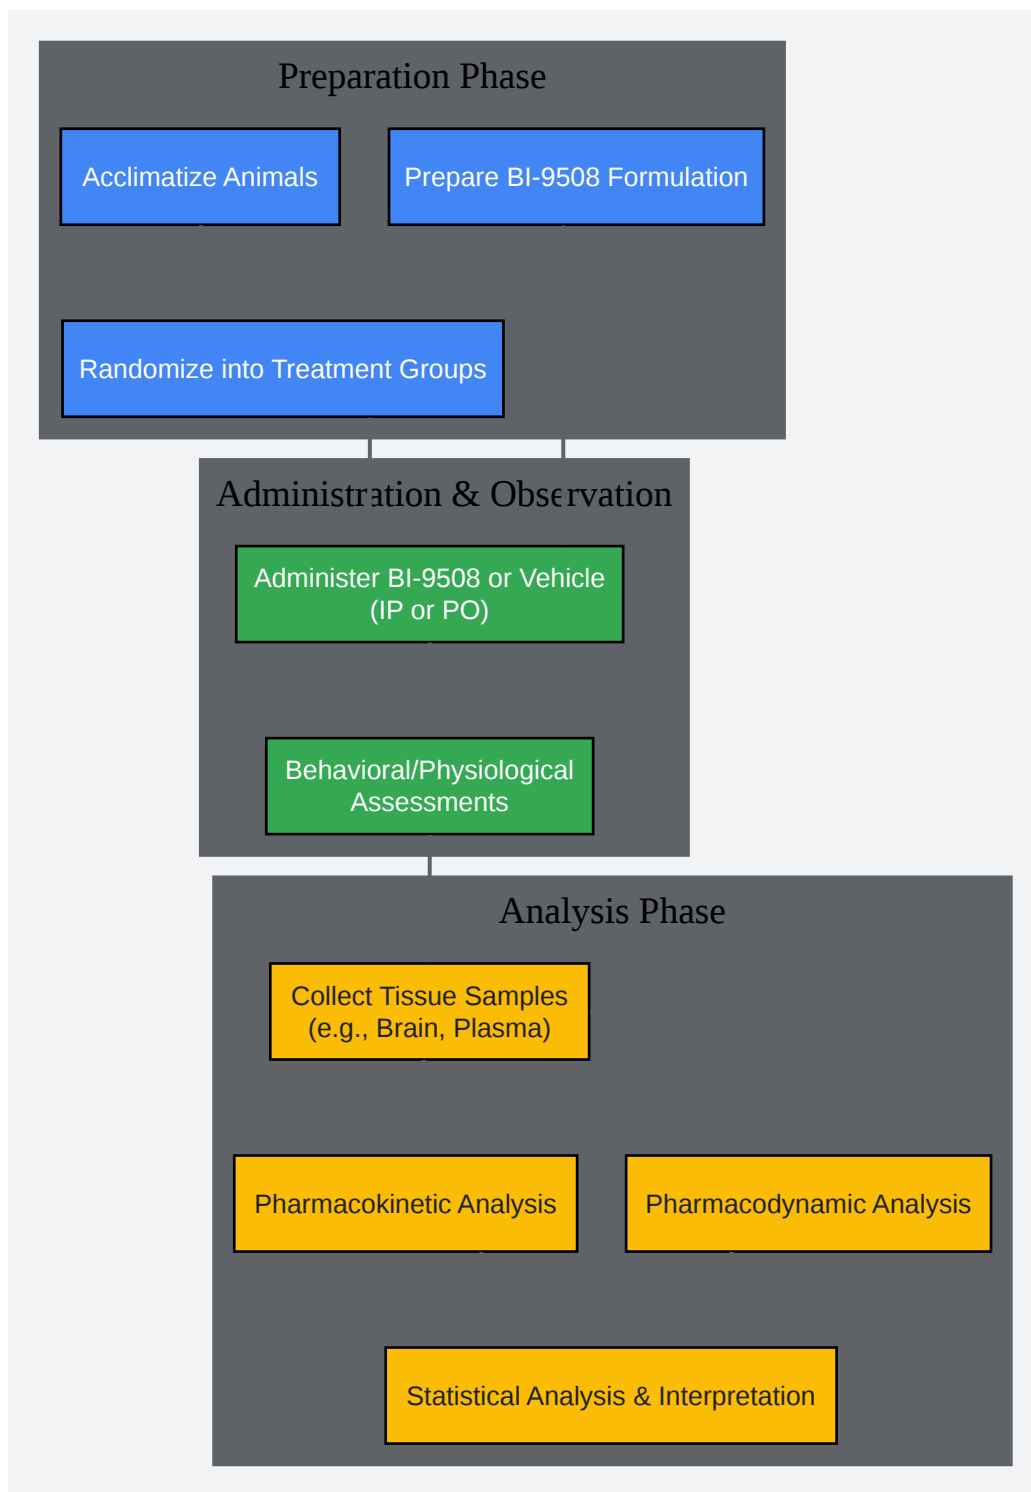 Preparation Phase
Acclimatize Animals
Prepare BI-9508 Formulation
Randomize into Treatment Groups
Administration & Observation
Administer BI-9508 or Vehicle
(IP or PO)
Behavioral/Physiological
Assessments
Analysis Phase
Collect Tissue Samples
(e.g., Brain, Plasma)
Pharmacokinetic Analysis
Pharmacodynamic Analysis
Statistical Analysis & Interpretation